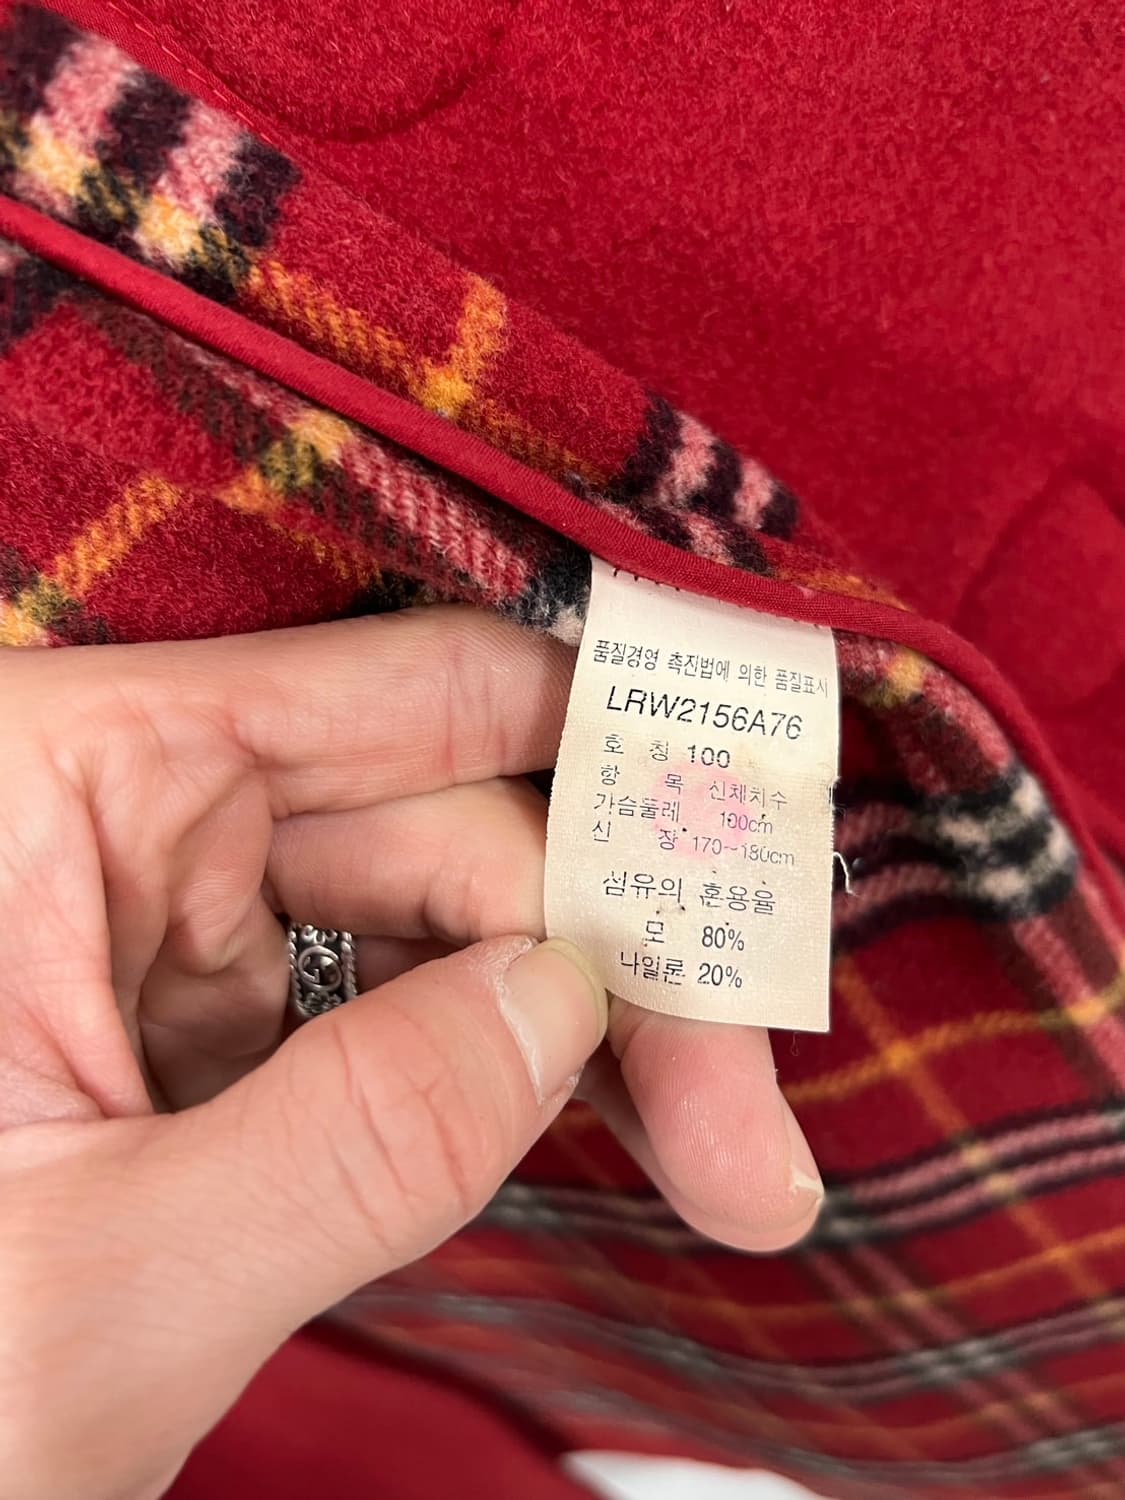 품질경영 촉진법에 의한 품질표시
LRW2156A76
호 칭 100
항 목 신체치수
가슴둘레 100cm
신 장 170~180cm
섬유의 혼용율
모 80%
나일론 20%